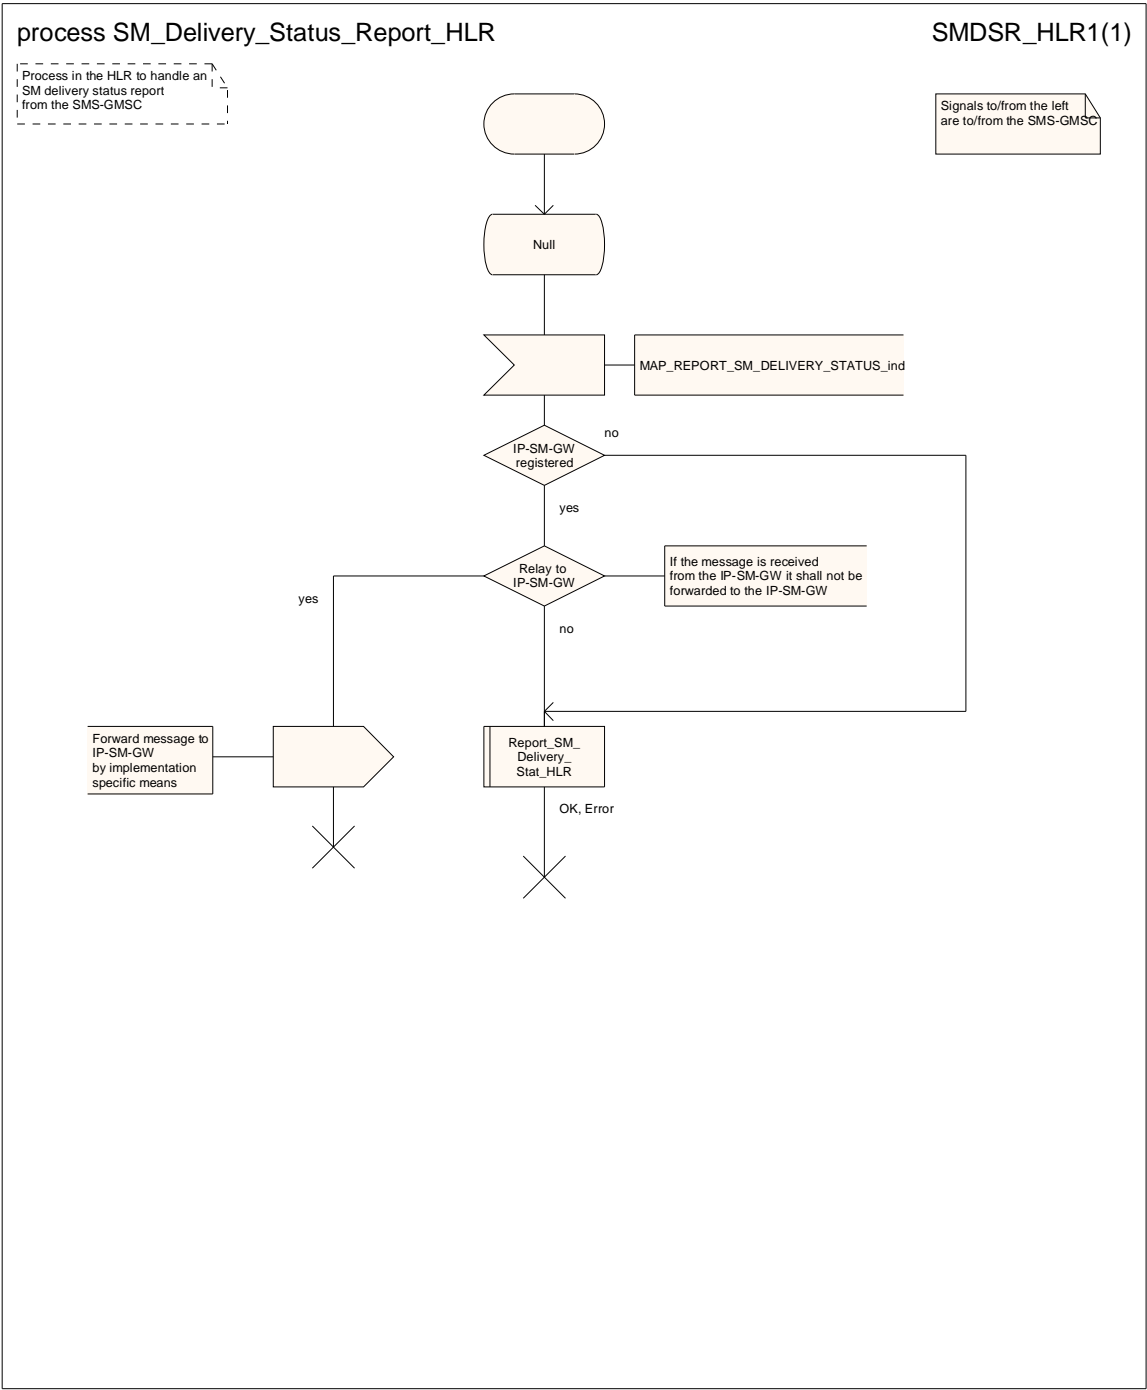 process SM_Delivery_Status_Report_HLR
SMDSR_HLR1(1)
Process in the HLR to handle an
SM delivery status report
from the SMS-GMSC
Signals to/from the left
are to/from the SMS-GMSC
Null
MAP_REPORT_SM_DELIVERY_STATUS_ind
IP-SM-GW
registered
no
yes
Relay to
IP-SM-GW
If the message is received
from the IP-SM-GW it shall not be
forwarded to the IP-SM-GW
yes
no
Forward message to
IP-SM-GW
by implementation
specific means
Report_SM_
Delivery_
Stat_HLR
OK, Error